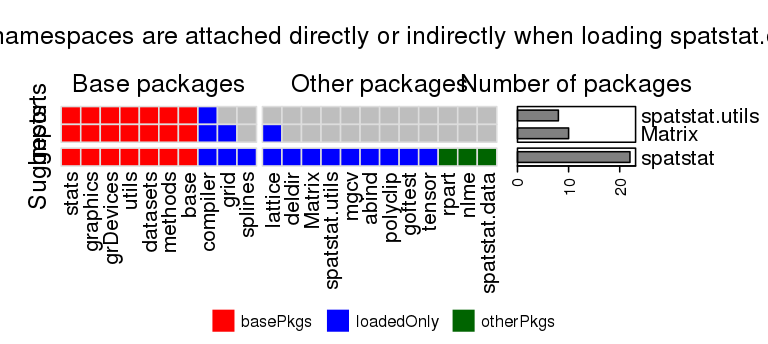 namespaces are attached directly or indirectly when loading spatstat.
Base packages
Other packages
Number of packages
Imports
Suggests
spatstat.utils
Matrix
spatstat
stats
graphics
grDevices
utils
datasets
methods
base
compiler
grid
splines
lattice
deldir
Matrix
spatstat.utils
mgcv
abind
polyclip
goftest
tensor
rpart
nlme
spatstat.data
0
10
20
basePkgs
loadedOnly
otherPkgs